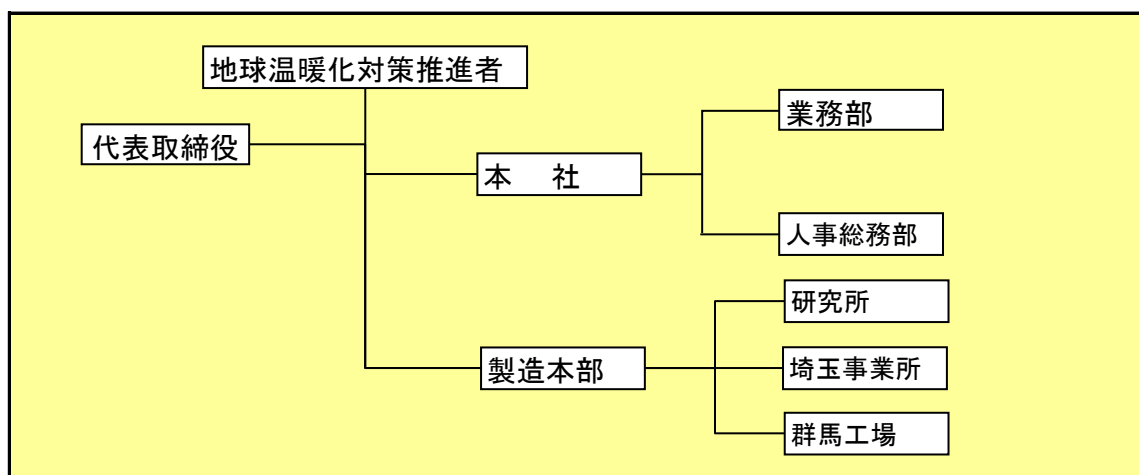 地球温暖化対策推進者
代表取締役
本　社
業務部
人事総務部
製造本部
研究所
埼玉事業所
群馬工場